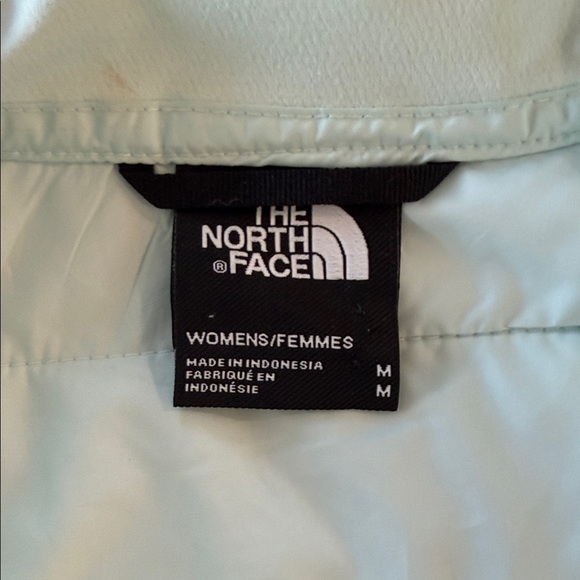 THE
NORTH
® FACE
WOMENS/FEMMES
MADE IN INDONESIA
FABRIQUÉ EN
INDONÉSIE
M
M